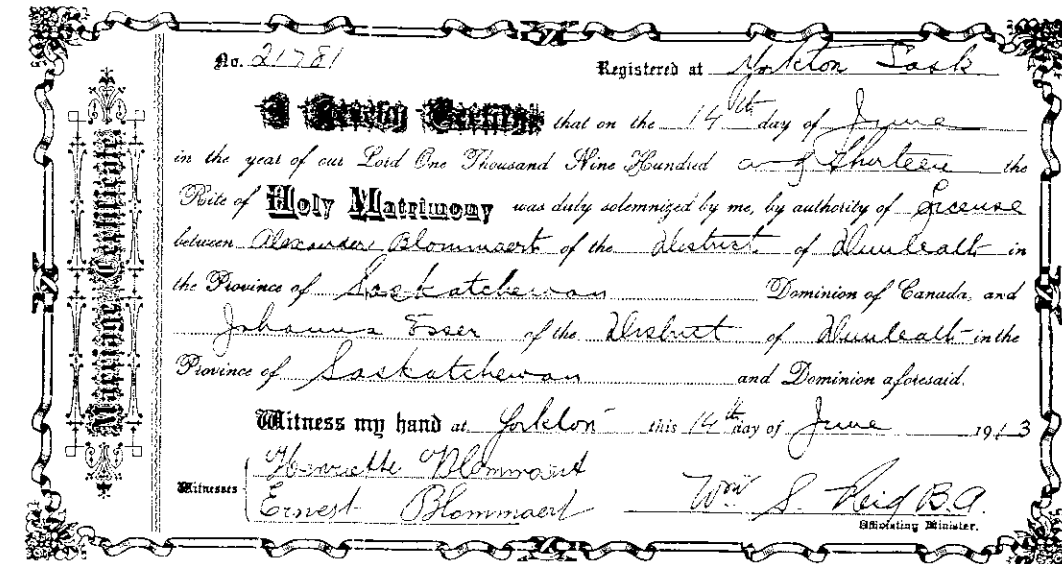 Marriage Certificate
No. 21781 Registered at Yorkton Sask
I Hereby Certify that on the 14th day of June
in the year of our Lord One Thousand Nine Hundred and Thirteen the
Rite of Holy Matrimony was duly solemnized by me, by authority of License
between Alexander Blommaert of the District of Dunleath in
the Province of Saskatchewan Dominion of Canada, and
Johanna Esser of the District of Dunleath in the
Province of Saskatchewan and Dominion aforesaid.
Witness my hand at Yorkton this 14th day of June 1913
Witnesses Henriette Blommaert
Ernest Blommaert Wm S. Reid B.A.
Officiating Minister.